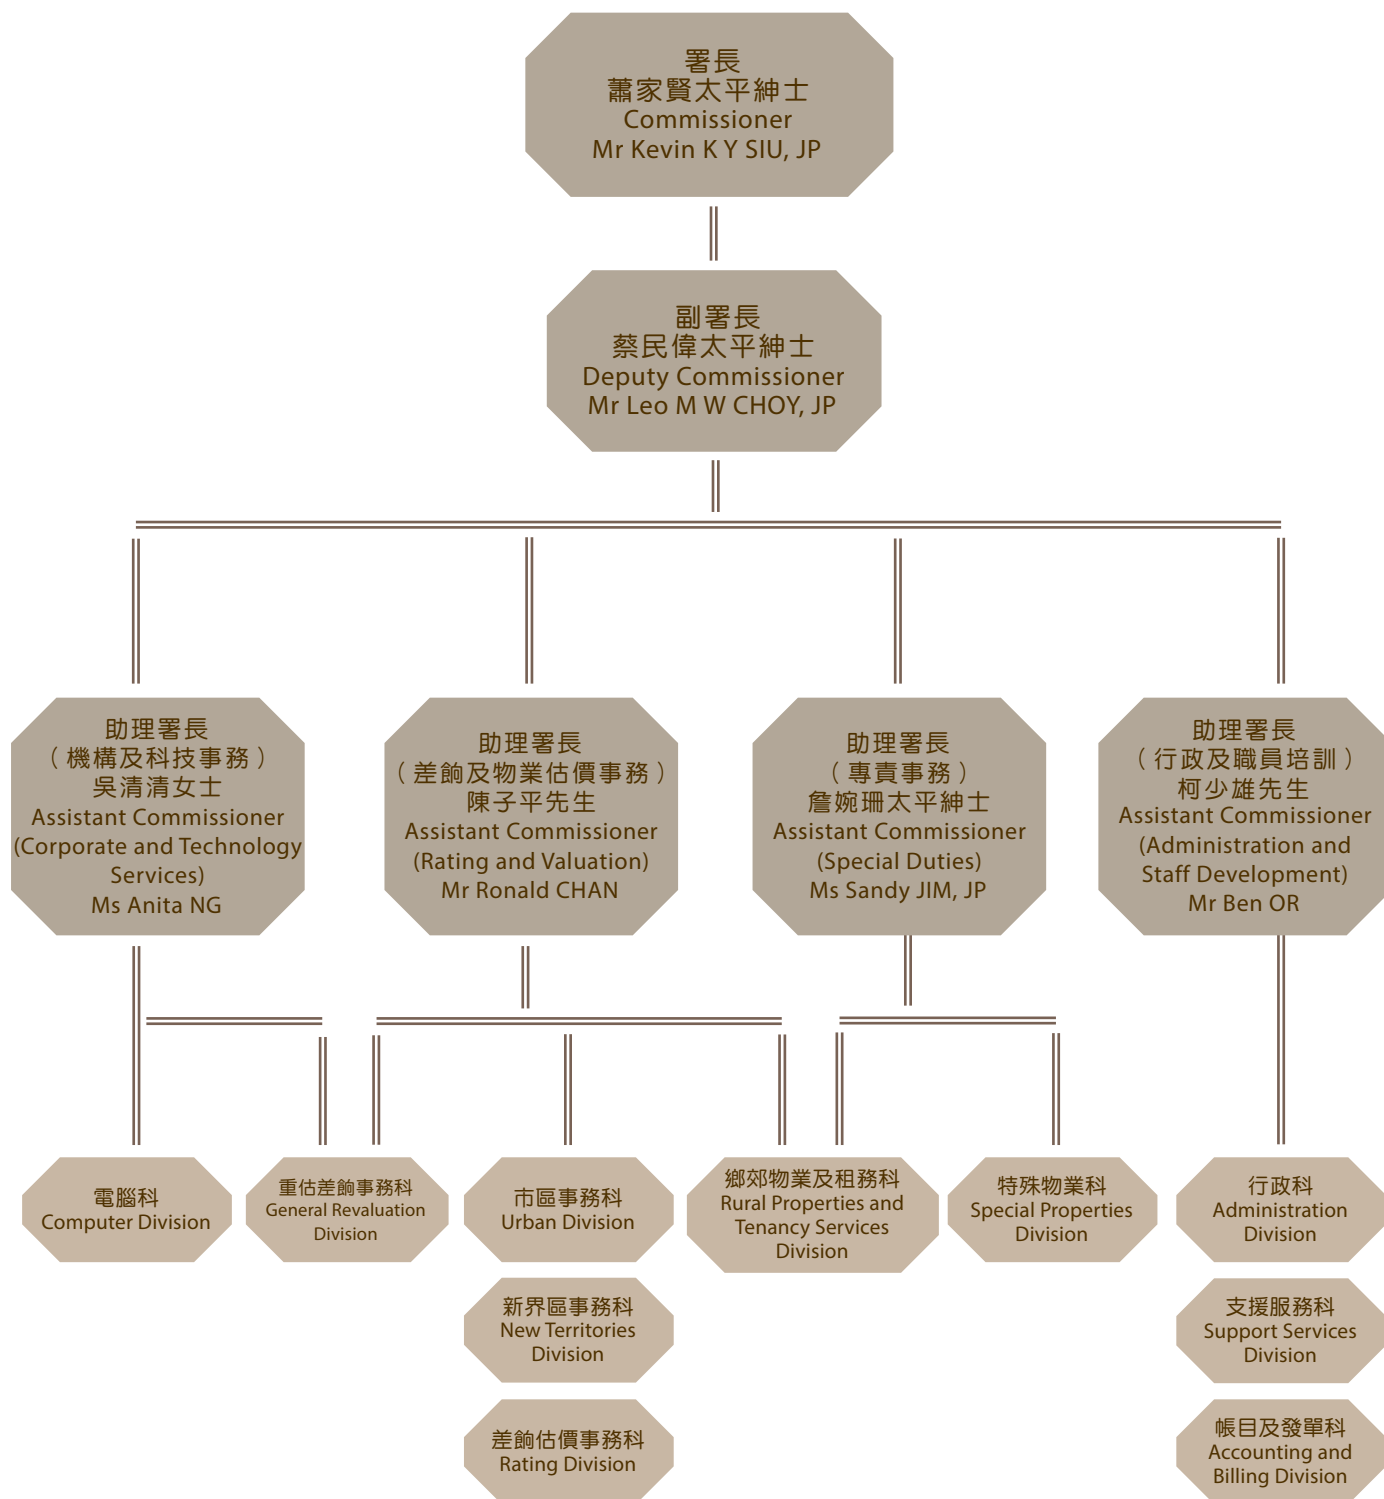 署長
蕭家賢太平紳士
Commissioner
Mr Kevin K Y SIU, JP
副署長
蔡民偉太平紳士
Deputy Commissioner
Mr Leo M W CHOY, JP
助理署長
（機構及科技事務）
吳清清女士
Assistant Commissioner
(Corporate and Technology
Services)
Ms Anita NG
助理署長
（差餉及物業估價事務）
陳子平先生
Assistant Commissioner
(Rating and Valuation)
Mr Ronald CHAN
助理署長
（專責事務）
詹婉珊太平紳士
Assistant Commissioner
(Special Duties)
Ms Sandy JIM, JP
助理署長
（行政及職員培訓）
柯少雄先生
Assistant Commissioner
(Administration and
Staff Development)
Mr Ben OR
電腦科
Computer Division
重估差餉事務科
General Revaluation
Division
市區事務科
Urban Division
鄉郊物業及租務科
Rural Properties and
Tenancy Services
Division
特殊物業科
Special Properties
Division
行政科
Administration
Division
新界區事務科
New Territories
Division
支援服務科
Support Services
Division
差餉估價事務科
Rating Division
帳目及發單科
Accounting and
Billing Division